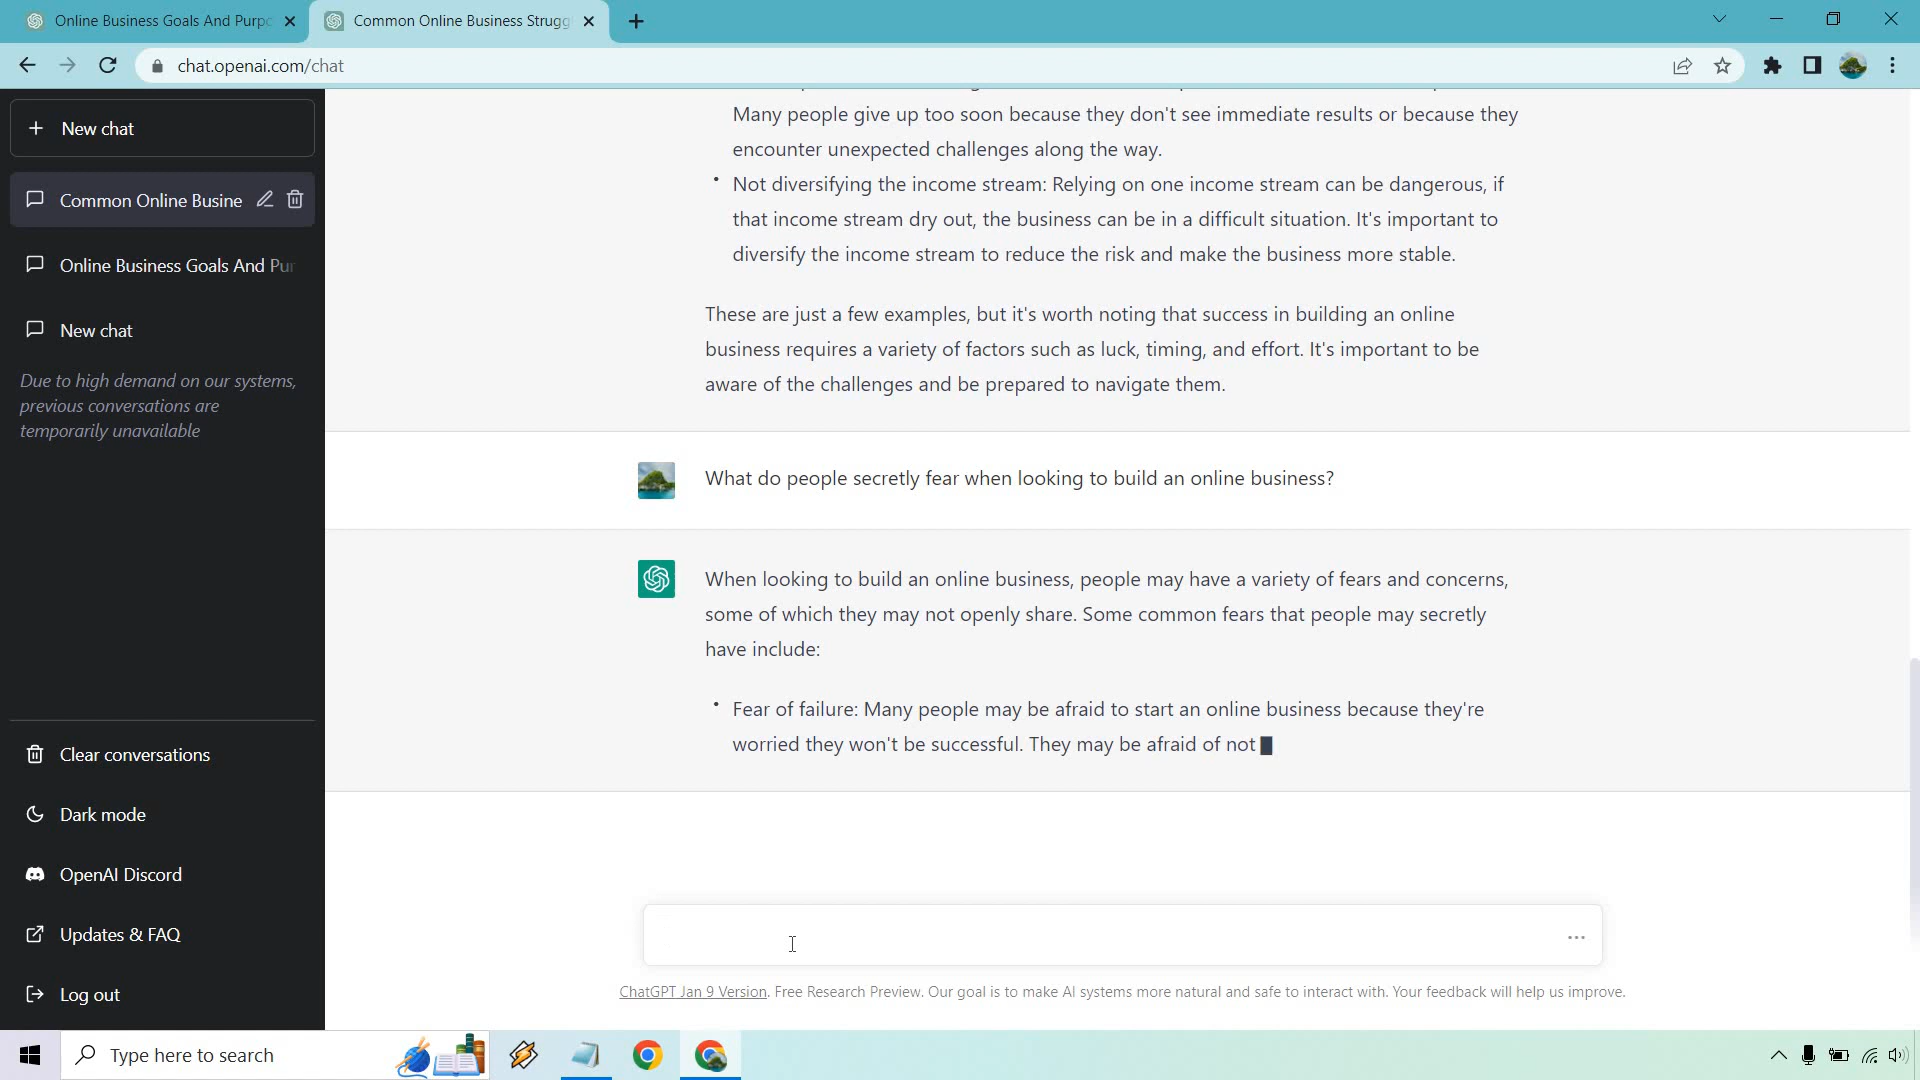 Online Business Goals And Purpo
Common Online Business Strugg
chat.openai.com/chat
New chat
Common Online Busine
Online Business Goals And Pur
New chat
Due to high demand on our systems,
previous conversations are
temporarily unavailable
Clear conversations
Dark mode
OpenAI Discord
Updates & FAQ
Log out
Many people give up too soon because they don't see immediate results or because they
encounter unexpected challenges along the way.
• Not diversifying the income stream: Relying on one income stream can be dangerous, if
that income stream dry out, the business can be in a difficult situation. It's important to
diversify the income stream to reduce the risk and make the business more stable.
These are just a few examples, but it's worth noting that success in building an online
business requires a variety of factors such as luck, timing, and effort. It's important to be
aware of the challenges and be prepared to navigate them.
What do people secretly fear when looking to build an online business?
When looking to build an online business, people may have a variety of fears and concerns,
some of which they may not openly share. Some common fears that people may secretly
have include:
• Fear of failure: Many people may be afraid to start an online business because they're
worried they won't be successful. They may be afraid of not
ChatGPT Jan 9 Version. Free Research Preview. Our goal is to make AI systems more natural and safe to interact with. Your feedback will help us improve.
Type here to search